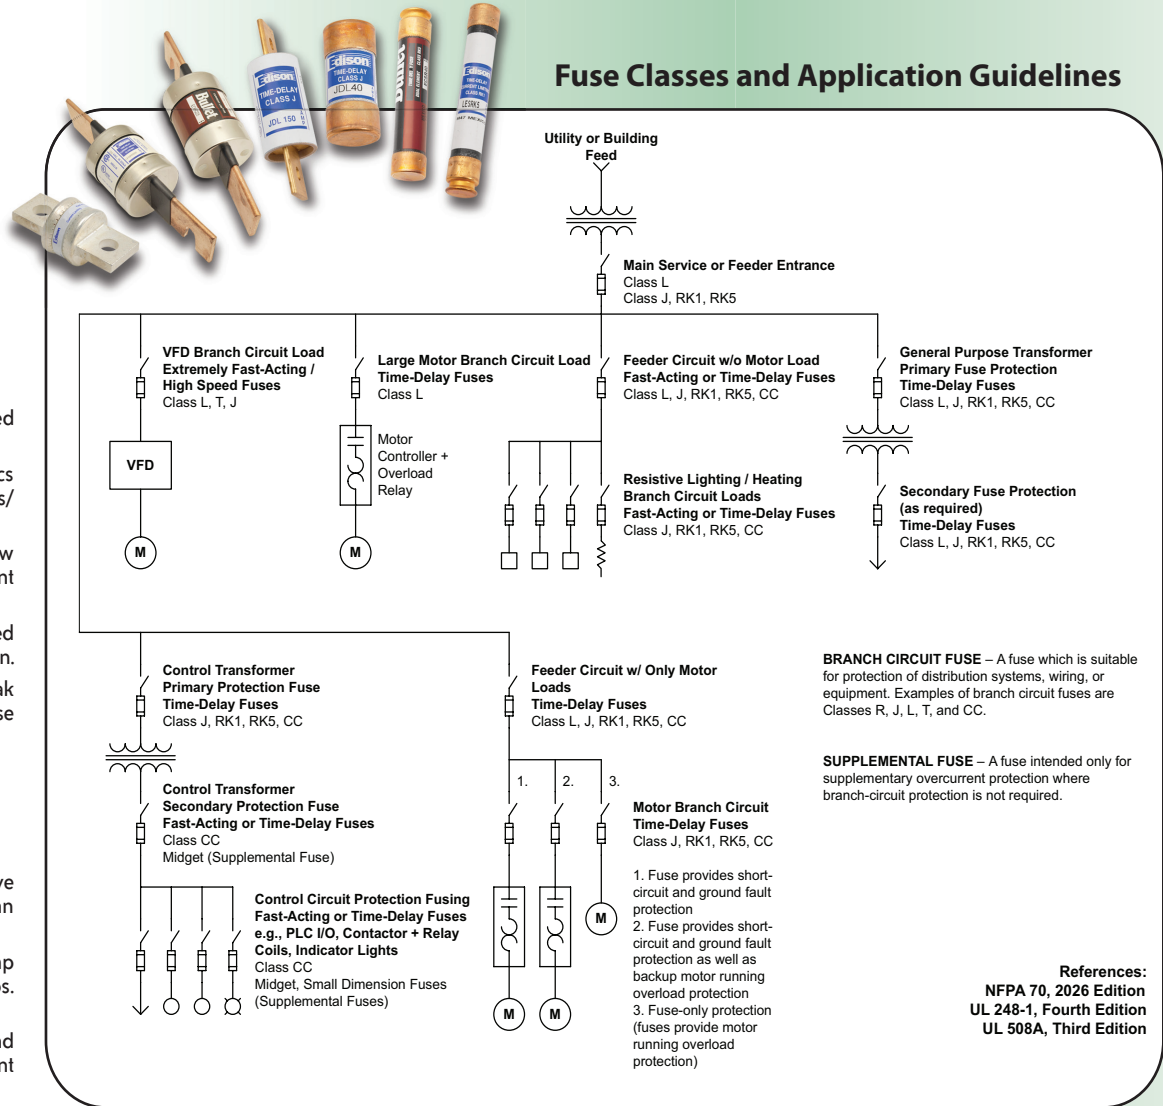 Fuse Classes and Application Guidelines
Bullet
Edison
TIME-DELAY
CLASS J
JDL 150
Edison
TIME-DELAY
CLASS J
JDL40
Bullet
Edison
TIME-DELAY
CURRENT LIMITING
LESRK5
Utility or Building
Feed
Main Service or Feeder Entrance
Class L
Class J, RK1, RK5
VFD Branch Circuit Load
Extremely Fast-Acting /
High Speed Fuses
Class L, T, J
VFD
M
Large Motor Branch Circuit Load
Time-Delay Fuses
Class L
Motor
Controller +
Overload
Relay
M
Feeder Circuit w/o Motor Load
Fast-Acting or Time-Delay Fuses
Class L, J, RK1, RK5, CC
Resistive Lighting / Heating
Branch Circuit Loads
Fast-Acting or Time-Delay Fuses
Class J, RK1, RK5, CC
General Purpose Transformer
Primary Fuse Protection
Time-Delay Fuses
Class L, J, RK1, RK5, CC
Secondary Fuse Protection
(as required)
Time-Delay Fuses
Class L, J, RK1, RK5, CC
Control Transformer
Primary Protection Fuse
Time-Delay Fuses
Class J, RK1, RK5, CC
Control Transformer
Secondary Protection Fuse
Fast-Acting or Time-Delay Fuses
Class CC
Midget (Supplemental Fuse)
Control Circuit Protection Fusing
Fast-Acting or Time-Delay Fuses
e.g., PLC I/O, Contactor + Relay
Coils, Indicator Lights
Class CC
Midget, Small Dimension Fuses
(Supplemental Fuses)
Feeder Circuit w/ Only Motor
Loads
Time-Delay Fuses
Class L, J, RK1, RK5, CC
1.
2.
3.
M
M
M
Motor Branch Circuit
Time-Delay Fuses
Class J, RK1, RK5, CC
1. Fuse provides short-
circuit and ground fault
protection
2. Fuse provides short-
circuit and ground fault
protection as well as
backup motor running
overload protection
3. Fuse-only protection
(fuses provide motor
running overload
protection)
BRANCH CIRCUIT FUSE – A fuse which is suitable
for protection of distribution systems, wiring, or
equipment. Examples of branch circuit fuses are
Classes R, J, L, T, and CC.
SUPPLEMENTAL FUSE – A fuse intended only for
supplementary overcurrent protection where
branch-circuit protection is not required.
References:
NFPA 70, 2026 Edition
UL 248-1, Fourth Edition
UL 508A, Third Edition